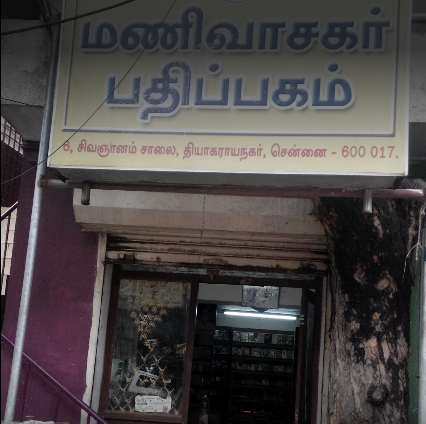 மணிவாசகர்
பதிப்பகம்
6, சிவஞானம் சாலை, தியாகராயநகர், சென்னை - 600 017.